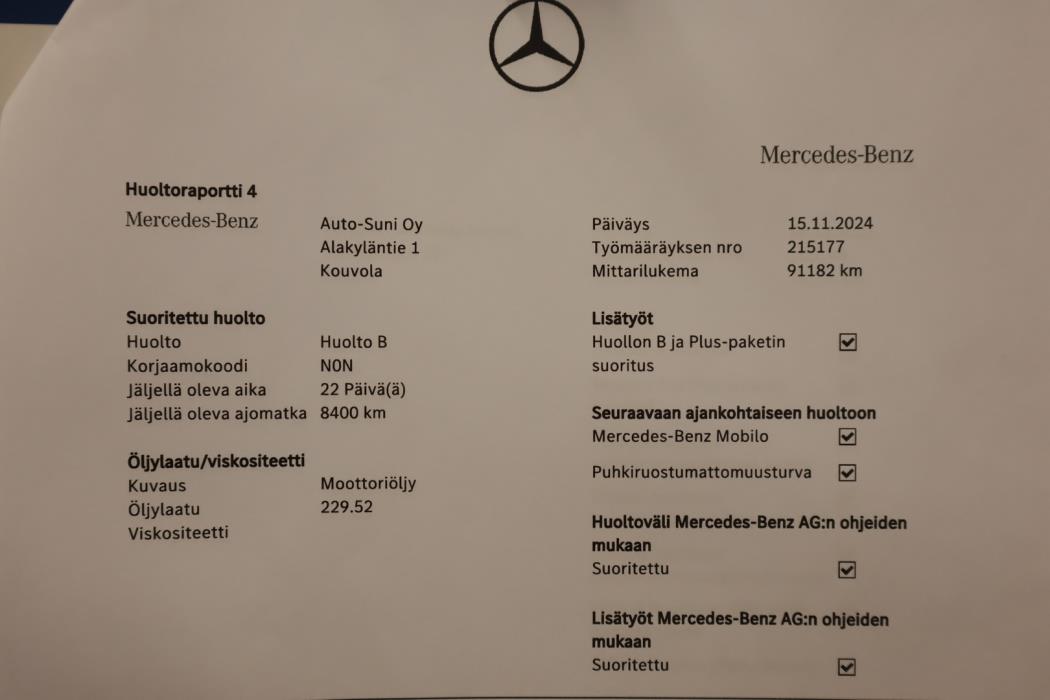 Mercedes-Benz
Huoltoraportti 4
Mercedes-Benz
Auto-Suni Oy
Alakyläntie 1
Kouvola
Päiväys 15.11.2024
Työmääräyksen nro 215177
Mittarilukema 91182 km
Suoritettu huolto
Huolto Huolto B
Korjaamokoodi N0N
Jäljellä oleva aika 22 Päivä(ä)
Jäljellä oleva ajomatka 8400 km
Öljylaatu/viskositeetti
Kuvaus Moottoriöljy
Öljylaatu 229.52
Viskositeetti
Lisätyöt
Huollon B ja Plus-paketin
suoritus
Seuraavaan ajankohtaiseen huoltoon
Mercedes-Benz Mobilo
Puhkiruostumattomuusturva
Huoltoväli Mercedes-Benz AG:n ohjeiden
mukaan
Suoritettu
Lisätyöt Mercedes-Benz AG:n ohjeiden
mukaan
Suoritettu